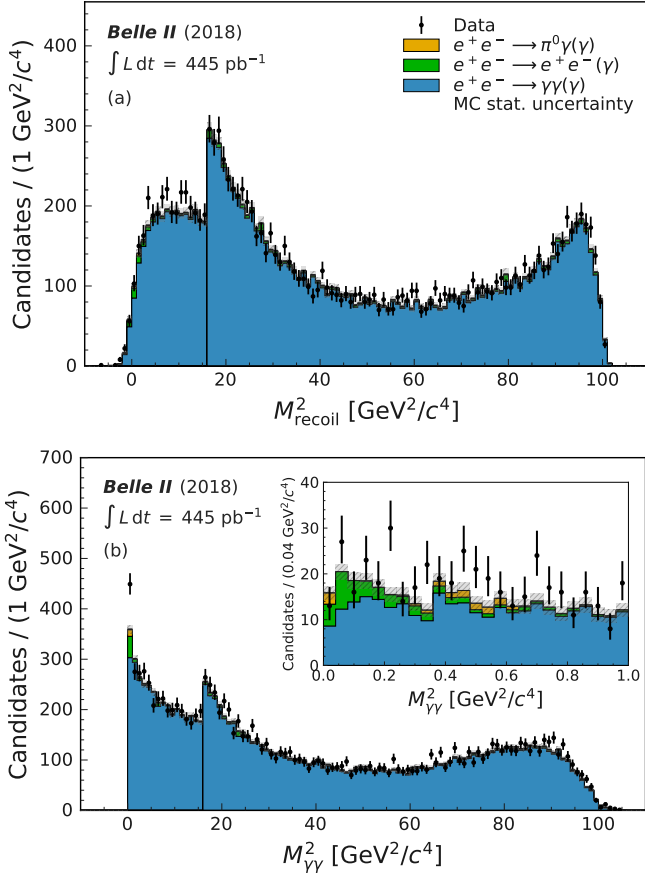 Belle II (2018)
∫ L dt = 445 pb⁻¹
(a)
Data
e⁺e⁻ → π⁰γ(γ)
e⁺e⁻ → e⁺e⁻(γ)
e⁺e⁻ → γγ(γ)
MC stat. uncertainty
Candidates / (1 GeV²/c⁴)
400
300
200
100
0
0 20 40 60 80 100
M²recoil [GeV²/c⁴]
Belle II (2018)
∫ L dt = 445 pb⁻¹
(b)
Candidates / (1 GeV²/c⁴)
700
600
500
400
300
200
100
0
0 20 40 60 80 100
M²γγ [GeV²/c⁴]
Candidates / (0.04 GeV²/c⁴)
40
30
20
10
0
0.0 0.2 0.4 0.6 0.8 1.0
M²γγ [GeV²/c⁴]